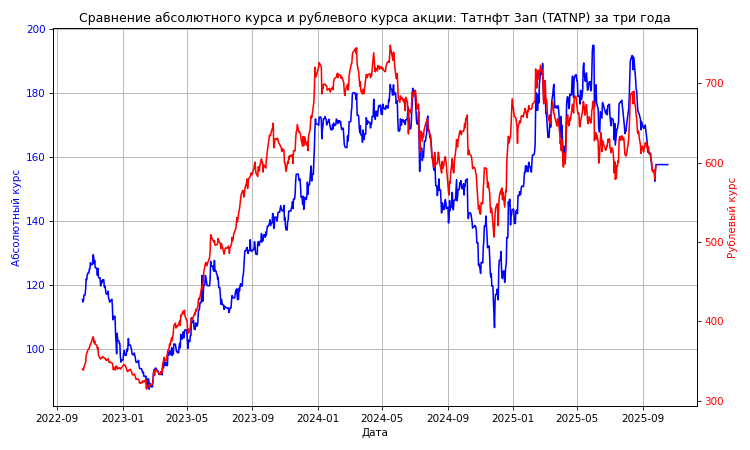 Сравнение абсолютного курса и рублевого курса акции: Татнфт 3ап (TATNP) за три года
200
180
160
140
120
100
Абсолютный курс
700
600
500
400
300
Рублевый курс
2022-09 2023-01 2023-05 2023-09 2024-01 2024-05 2024-09 2025-01 2025-05 2025-09
Дата